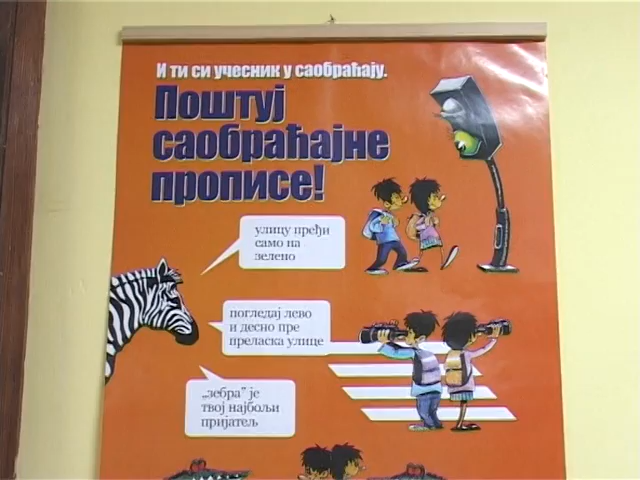 И ти си учесник у саобраћају.
Поштуј
саобраћајне
прописе!
улицу пређи
само на
зелено
погледај лево
и десно пре
преласка улице
„зебра” је
твој најбољи
пријатељ